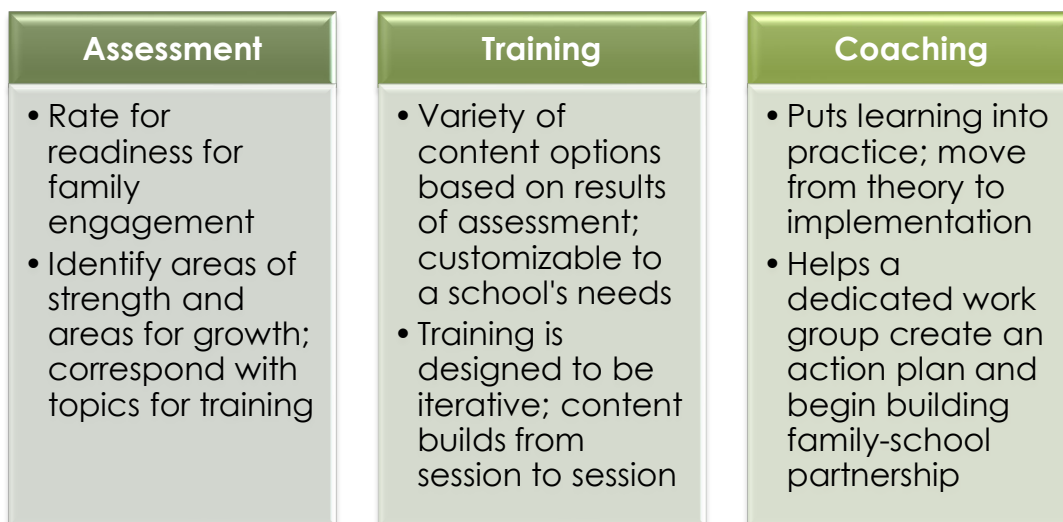 Assessment
• Rate for
readiness for
family
engagement
• Identify areas of
strength and
areas for growth;
correspond with
topics for training
Training
• Variety of
content options
based on results
of assessment;
customizable to
a school's needs
• Training is
designed to be
iterative; content
builds from
session to session
Coaching
• Puts learning into
practice; move
from theory to
implementation
• Helps a
dedicated work
group create an
action plan and
begin building
family-school
partnership